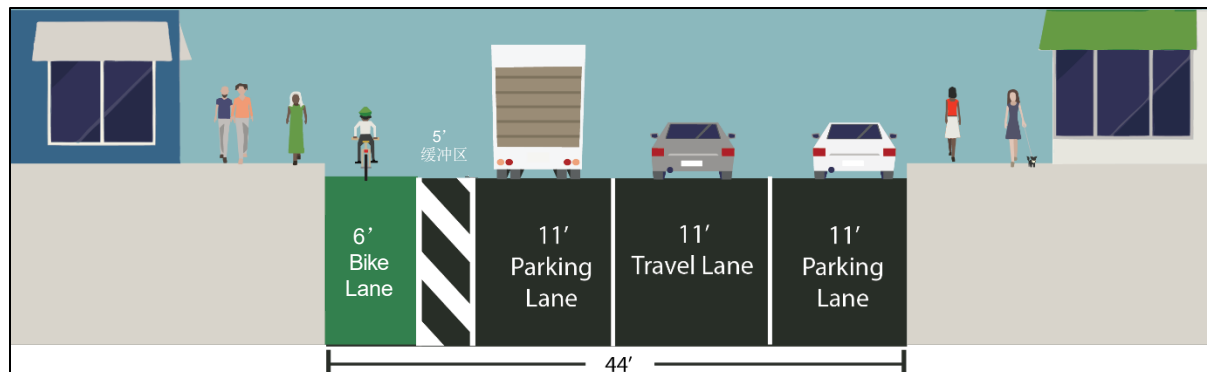 5’
缓冲区
6’
Bike
Lane
11’
Parking
Lane
11’
Travel Lane
11’
Parking
Lane
44’